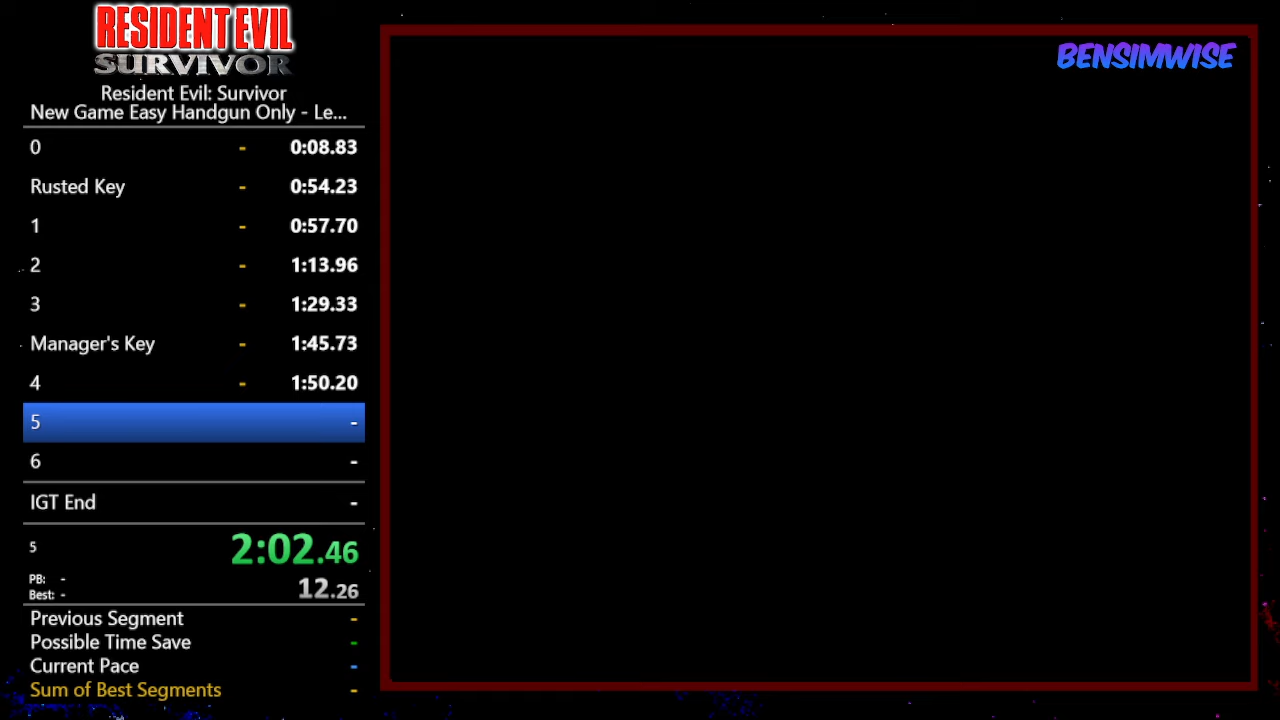 RESIDENT EVIL
SURVIVOR
BENSIMWISE
Resident Evil: Survivor
New Game Easy Handgun Only - Le...
0 - 0:08.83
Rusted Key - 0:54.23
1 - 0:57.70
2 - 1:13.96
3 - 1:29.33
Manager's Key - 1:45.73
4 - 1:50.20
5 -
6 -
IGT End -
5 2:02.46
PB: -
Best: - 12.26
Previous Segment -
Possible Time Save -
Current Pace -
Sum of Best Segments -